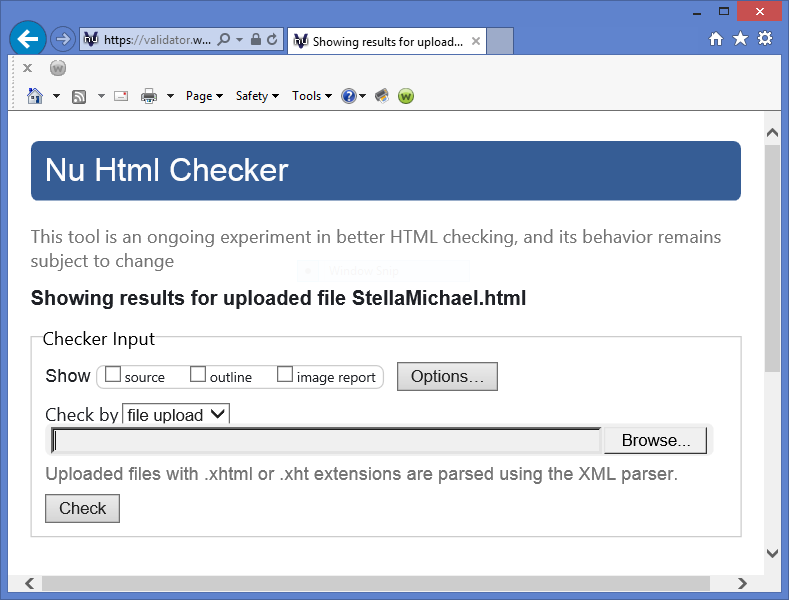 https://validator.w...
Showing results for upload...
Page
Safety
Tools
Nu Html Checker
This tool is an ongoing experiment in better HTML checking, and its behavior remains
subject to change
Window Snip
Showing results for uploaded file StellaMichael.html
Checker Input
Show source outline image report Options...
Check by file upload
Browse...
Uploaded files with .xhtml or .xht extensions are parsed using the XML parser.
Check